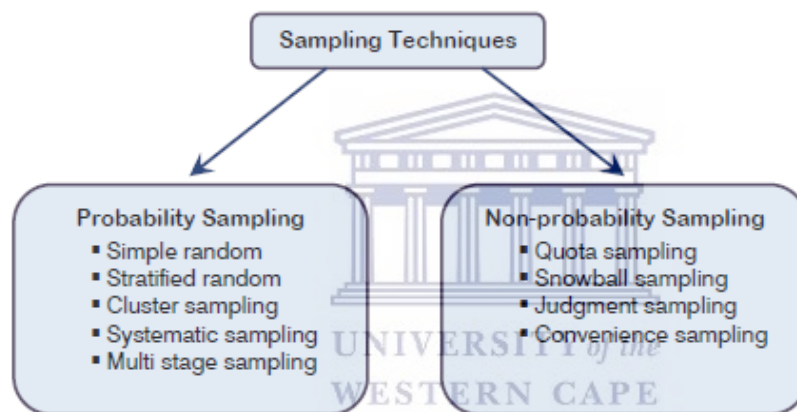 Sampling Techniques
Probability Sampling
▪ Simple random
▪ Stratified random
▪ Cluster sampling
▪ Systematic sampling
▪ Multi stage sampling
Non-probability Sampling
▪ Quota sampling
▪ Snowball sampling
▪ Judgment sampling
▪ Convenience sampling
UNIVERSITY of the
WESTERN CAPE